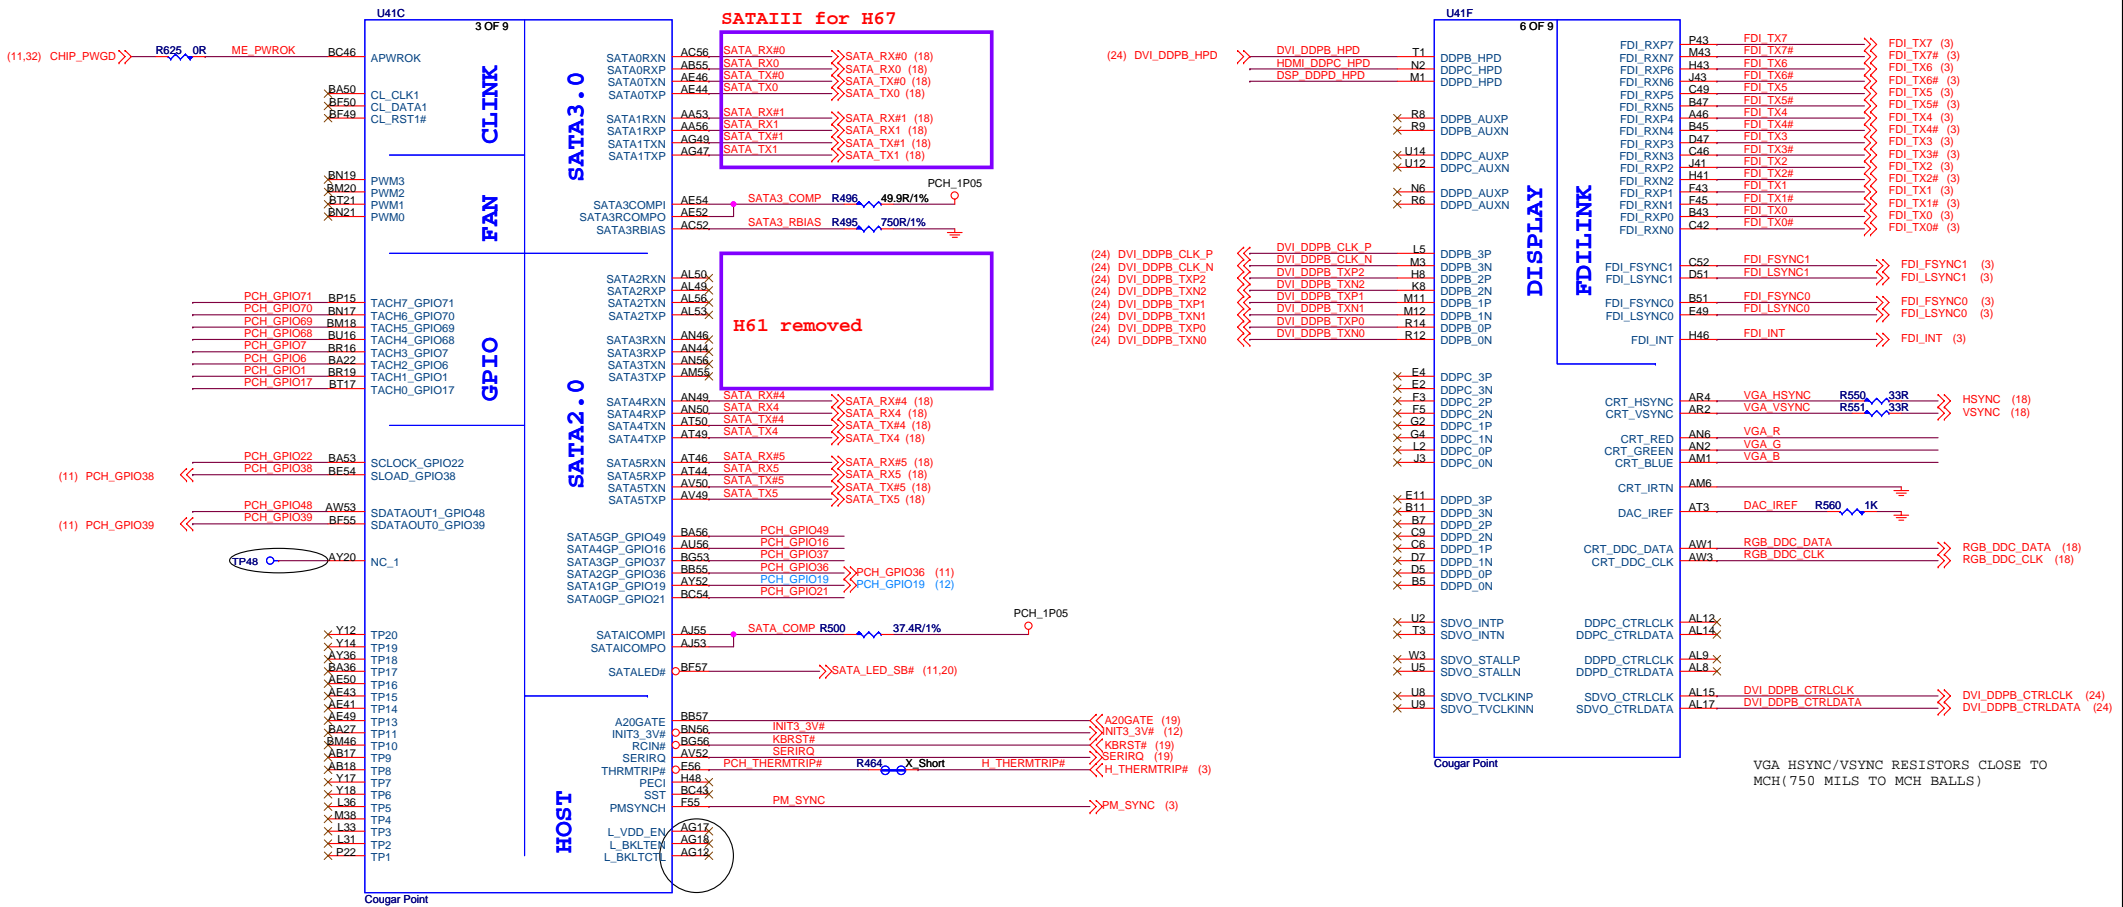 U41C
3 OF 9
SATAIII for H67
(11,32) CHIP_PWGD R625 0R ME_PWROK BC46 APWROK
BA50 CL_CLK1
BF50 CL_DATA1
BF49 CL_RST1#
BN19 PWM3
BM20 PWM2
BT21 PWM1
BN21 PWM0
PCH_GPIO71 BP15 TACH7_GPIO71
PCH_GPIO70 BN17 TACH6_GPIO70
PCH_GPIO69 BM18 TACH5_GPIO69
PCH_GPIO68 BU16 TACH4_GPIO68
PCH_GPIO7 BR16 TACH3_GPIO7
PCH_GPIO6 BA22 TACH2_GPIO6
PCH_GPIO1 BR19 TACH1_GPIO1
PCH_GPIO17 BT17 TACH0_GPIO17
PCH_GPIO22 BA53 SCLOCK_GPIO22
(11) PCH_GPIO38 PCH_GPIO38 BE54 SLOAD_GPIO38
PCH_GPIO48 AW53 SDATAOUT1_GPIO48
(11) PCH_GPIO39 PCH_GPIO39 BF55 SDATAOUT0_GPIO39
TP48 AY20 NC_1
Y12 TP20
Y14 TP19
AY36 TP18
BA36 TP17
AE50 TP16
AE43 TP15
AE41 TP14
AE49 TP13
BA27 TP11
BM46 TP10
AB17 TP9
AB18 TP8
Y17 TP7
Y18 TP6
L36 TP5
M38 TP4
L33 TP3
L31 TP2
P22 TP1
CLINK
FAN
GPIO
SATA3.0
SATA2.0
HOST
SATA0RXN AC56 SATA_RX#0 SATA_RX#0 (18)
SATA0RXP AB55 SATA_RX0 SATA_RX0 (18)
SATA0TXN AE46 SATA_TX#0 SATA_TX#0 (18)
SATA0TXP AE44 SATA_TX0 SATA_TX0 (18)
SATA1RXN AA53 SATA_RX#1 SATA_RX#1 (18)
SATA1RXP AA56 SATA_RX1 SATA_RX1 (18)
SATA1TXN AG49 SATA_TX#1 SATA_TX#1 (18)
SATA1TXP AG47 SATA_TX1 SATA_TX1 (18)
PCH_1P05
SATA3COMPI AE54 SATA3_COMP R496 49.9R/1%
SATA3RCOMPO AE52
SATA3RBIAS AC52 SATA3_RBIAS R495 750R/1%
SATA2RXN AL50
SATA2RXP AL49
SATA2TXN AL56
SATA2TXP AL53
H61 removed
SATA3RXN AN46
SATA3RXP AN44
SATA3TXN AN56
SATA3TXP AM55
SATA4RXN AN49 SATA_RX#4 SATA_RX#4 (18)
SATA4RXP AN50 SATA_RX4 SATA_RX4 (18)
SATA4TXN AT50 SATA_TX#4 SATA_TX#4 (18)
SATA4TXP AT49 SATA_TX4 SATA_TX4 (18)
SATA5RXN AT46 SATA_RX#5 SATA_RX#5 (18)
SATA5RXP AT44 SATA_RX5 SATA_RX5 (18)
SATA5TXN AV50 SATA_TX#5 SATA_TX#5 (18)
SATA5TXP AV49 SATA_TX5 SATA_TX5 (18)
SATA5GP_GPIO49 BA56 PCH_GPIO49
SATA4GP_GPIO16 AU56 PCH_GPIO16
SATA3GP_GPIO37 BG53 PCH_GPIO37
SATA2GP_GPIO36 BB55 PCH_GPIO36 PCH_GPIO36 (11)
SATA1GP_GPIO19 AY52 PCH_GPIO19 PCH_GPIO19 (12)
SATA0GP_GPIO21 BC54 PCH_GPIO21
PCH_1P05
SATAICOMPI AJ55 SATA_COMP R500 37.4R/1%
SATAICOMPO AJ53
SATALED# BF57 SATA_LED_SB# (11,20)
A20GATE BB57 A20GATE (19)
INIT3_3V# BN56 INIT3_3V# INIT3_3V# (12)
RCIN# BG56 KBRST# KBRST# (19)
SERIRQ AV52 SERIRQ SERIRQ (19)
THRMTRIP# E56 PCH_THERMTRIP# R464 X_Short H_THERMTRIP# H_THERMTRIP# (3)
PECI H48
SST BC43
PMSYNCH F55 PM_SYNC PM_SYNC (3)
L_VDD_EN AG17
L_BKLTEN AG18
L_BKLTCTL AG12
Cougar Point
U41F
6 OF 9
(24) DVI_DDPB_HPD DVI_DDPB_HPD T1 DDPB_HPD
HDMI_DDPC_HPD N2 DDPC_HPD
DSP_DDPD_HPD M1 DDPD_HPD
R8 DDPB_AUXP
R9 DDPB_AUXN
U14 DDPC_AUXP
U12 DDPC_AUXN
N6 DDPD_AUXP
R6 DDPD_AUXN
(24) DVI_DDPB_CLK_P DVI_DDPB_CLK_P L5 DDPB_3P
(24) DVI_DDPB_CLK_N DVI_DDPB_CLK_N M3 DDPB_3N
(24) DVI_DDPB_TXP2 DVI_DDPB_TXP2 H8 DDPB_2P
(24) DVI_DDPB_TXN2 DVI_DDPB_TXN2 K8 DDPB_2N
(24) DVI_DDPB_TXP1 DVI_DDPB_TXP1 M11 DDPB_1P
(24) DVI_DDPB_TXN1 DVI_DDPB_TXN1 M12 DDPB_1N
(24) DVI_DDPB_TXP0 DVI_DDPB_TXP0 R14 DDPB_0P
(24) DVI_DDPB_TXN0 DVI_DDPB_TXN0 R12 DDPB_0N
E4 DDPC_3P
E2 DDPC_3N
F3 DDPC_2P
F5 DDPC_2N
G2 DDPC_1P
G4 DDPC_1N
L2 DDPC_0P
J3 DDPC_0N
E11 DDPD_3P
B11 DDPD_3N
B7 DDPD_2P
C9 DDPD_2N
C6 DDPD_1P
D7 DDPD_1N
D5 DDPD_0P
B5 DDPD_0N
U2 SDVO_INTP
T3 SDVO_INTN
W3 SDVO_STALLP
U5 SDVO_STALLN
U8 SDVO_TVCLKINP
U9 SDVO_TVCLKINN
DISPLAY
FDILINK
FDI_RXP7 P43 FDI_TX7 FDI_TX7 (3)
FDI_RXN7 M43 FDI_TX7# FDI_TX7# (3)
FDI_RXP6 H43 FDI_TX6 FDI_TX6 (3)
FDI_RXN6 J43 FDI_TX6# FDI_TX6# (3)
FDI_RXP5 C49 FDI_TX5 FDI_TX5 (3)
FDI_RXN5 B47 FDI_TX5# FDI_TX5# (3)
FDI_RXP4 A46 FDI_TX4 FDI_TX4 (3)
FDI_RXN4 B45 FDI_TX4# FDI_TX4# (3)
FDI_RXP3 D47 FDI_TX3 FDI_TX3 (3)
FDI_RXN3 C46 FDI_TX3# FDI_TX3# (3)
FDI_RXP2 J41 FDI_TX2 FDI_TX2 (3)
FDI_RXN2 H41 FDI_TX2# FDI_TX2# (3)
FDI_RXP1 F43 FDI_TX1 FDI_TX1 (3)
FDI_RXN1 F45 FDI_TX1# FDI_TX1# (3)
FDI_RXP0 B43 FDI_TX0 FDI_TX0 (3)
FDI_RXN0 C42 FDI_TX0# FDI_TX0# (3)
FDI_FSYNC1 C52 FDI_FSYNC1 FDI_FSYNC1 (3)
FDI_LSYNC1 D51 FDI_LSYNC1 FDI_LSYNC1 (3)
FDI_FSYNC0 B51 FDI_FSYNC0 FDI_FSYNC0 (3)
FDI_LSYNC0 E49 FDI_LSYNC0 FDI_LSYNC0 (3)
FDI_INT H46 FDI_INT FDI_INT (3)
CRT_HSYNC AR4 VGA_HSYNC R550 33R HSYNC (18)
CRT_VSYNC AR2 VGA_VSYNC R551 33R VSYNC (18)
CRT_RED AN6 VGA_R
CRT_GREEN AN2 VGA_G
CRT_BLUE AM1 VGA_B
CRT_IRTN AM6
DAC_IREF AT3 DAC_IREF R560 1K
CRT_DDC_DATA AW1 RGB_DDC_DATA RGB_DDC_DATA (18)
CRT_DDC_CLK AW3 RGB_DDC_CLK RGB_DDC_CLK (18)
DDPC_CTRLCLK AL12
DDPC_CTRLDATA AL14
DDPD_CTRLCLK AL9
DDPD_CTRLDATA AL8
SDVO_CTRLCLK AL15 DVI_DDPB_CTRLCLK DVI_DDPB_CTRLCLK (24)
SDVO_CTRLDATA AL17 DVI_DDPB_CTRLDATA DVI_DDPB_CTRLDATA (24)
Cougar Point
VGA HSYNC/VSYNC RESISTORS CLOSE TO
MCH(750 MILS TO MCH BALLS)